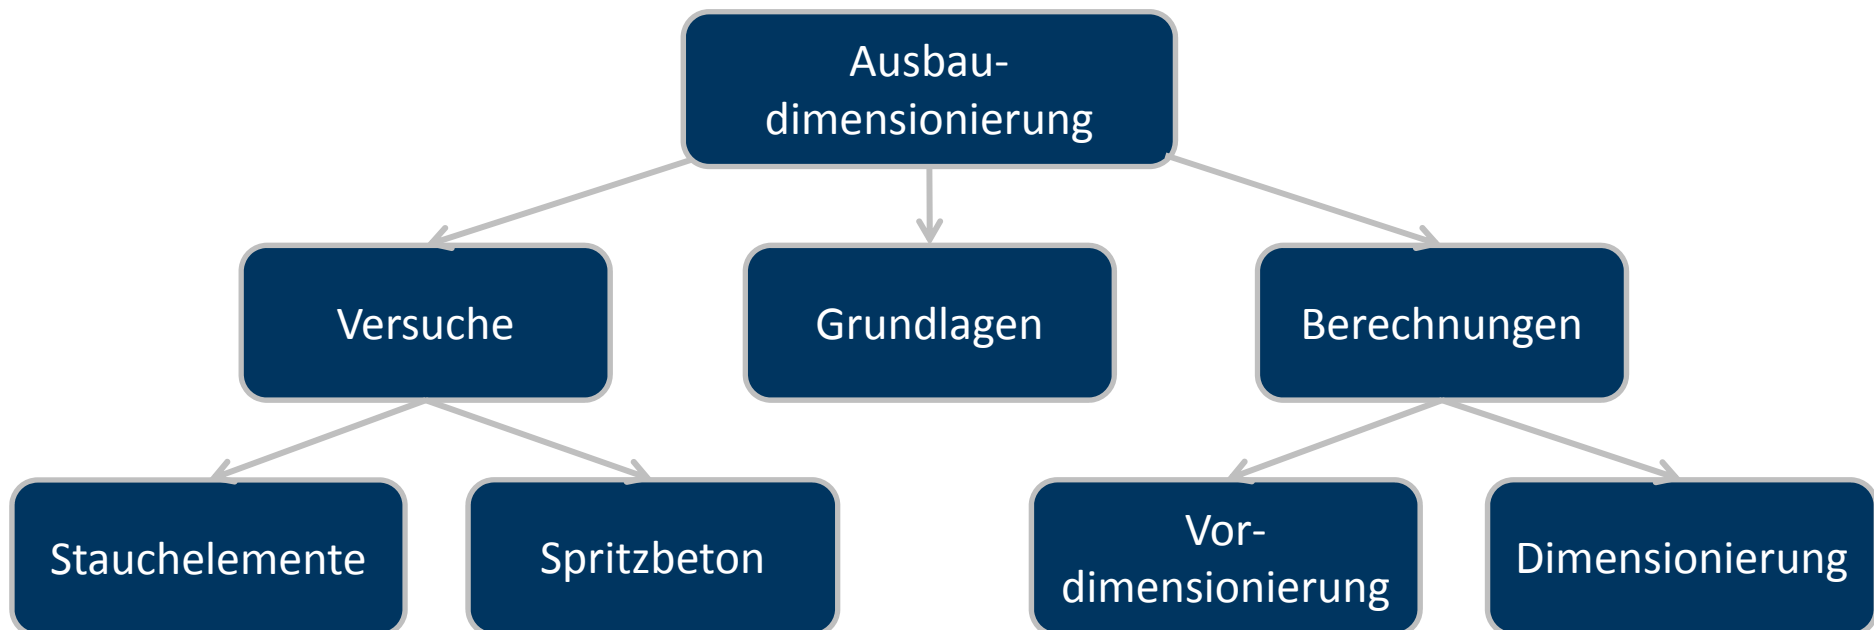 Ausbau-
dimensionierung
Versuche
Grundlagen
Berechnungen
Stauchelemente
Spritzbeton
Vor-
dimensionierung
Dimensionierung